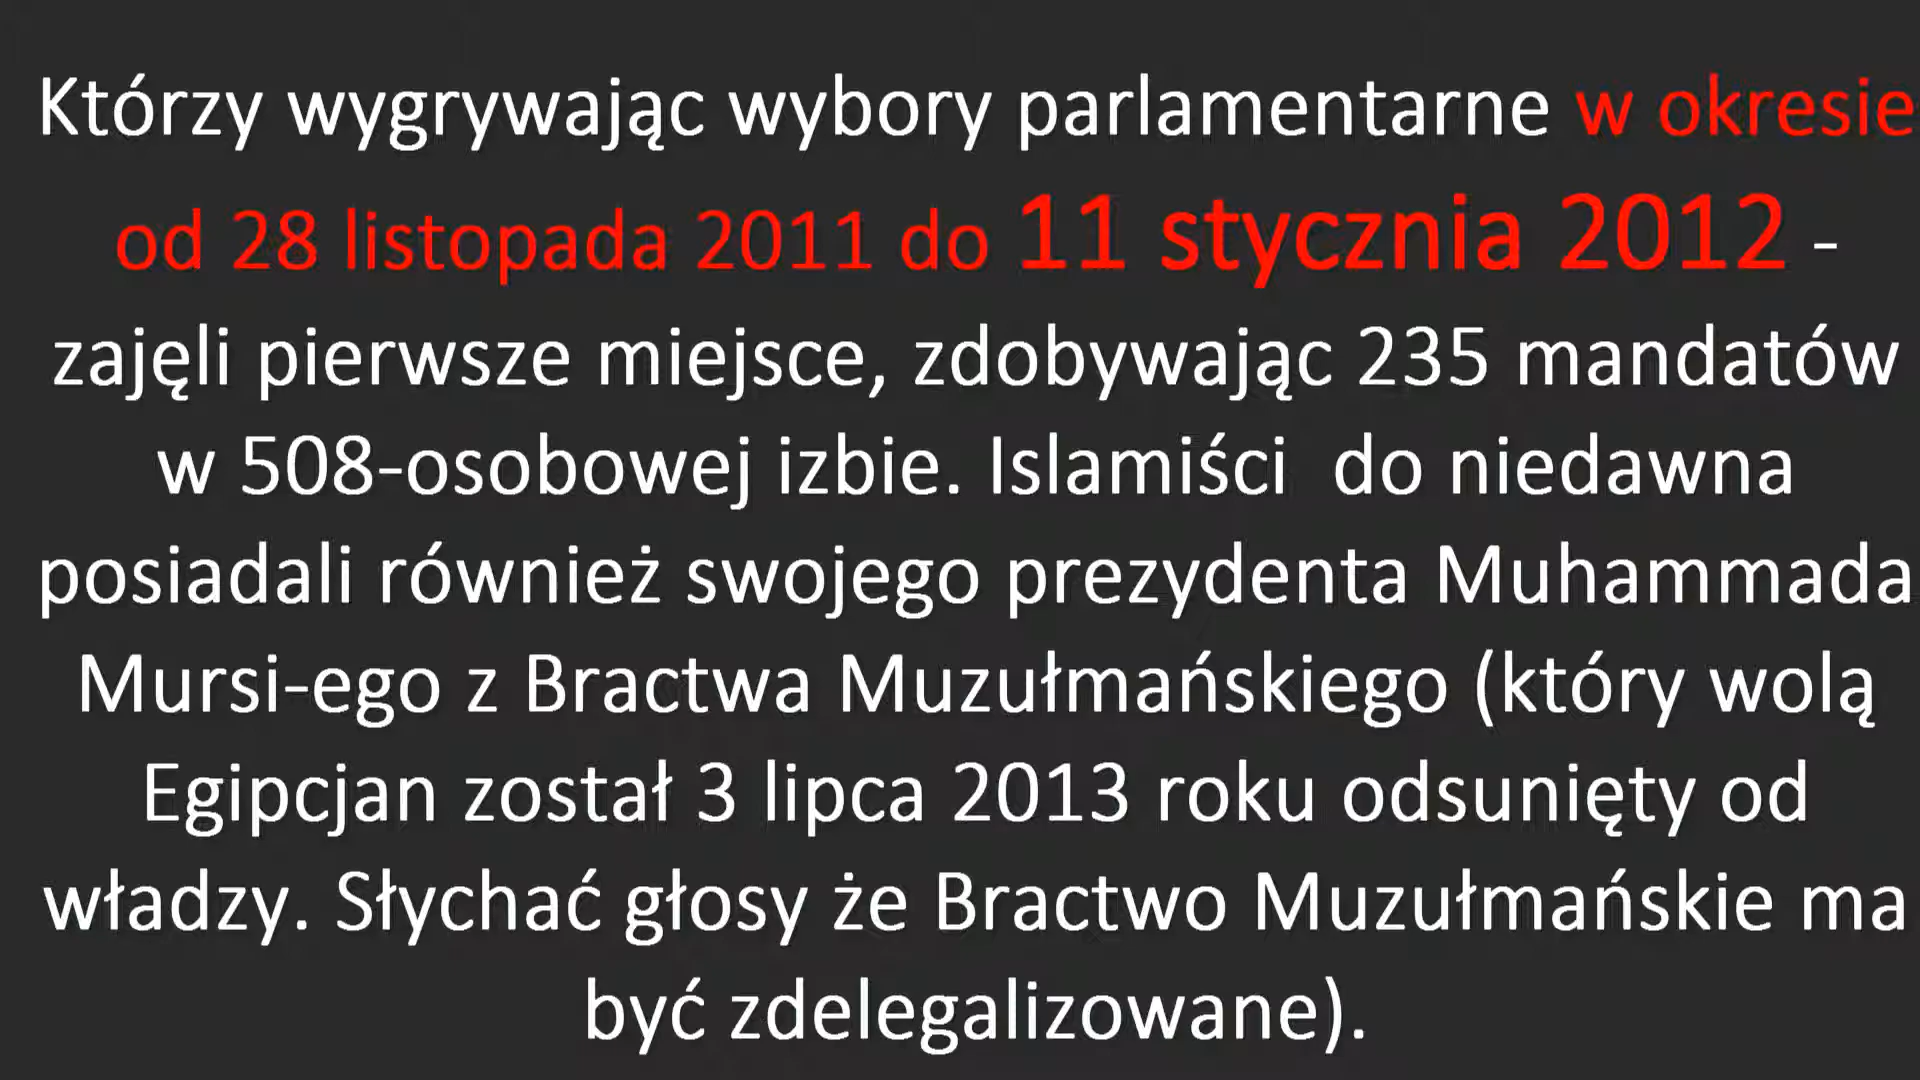 Którzy wygrywając wybory parlamentarne w okresie
od 28 listopada 2011 do 11 stycznia 2012 -
zajęli pierwsze miejsce, zdobywając 235 mandatów
w 508-osobowej izbie. Islamiści  do niedawna
posiadali również swojego prezydenta Muhammada
Mursi-ego z Bractwa Muzułmańskiego (który wolą
Egipcjan został 3 lipca 2013 roku odsunięty od
władzy. Słychać głosy że Bractwo Muzułmańskie ma
być zdelegalizowane).